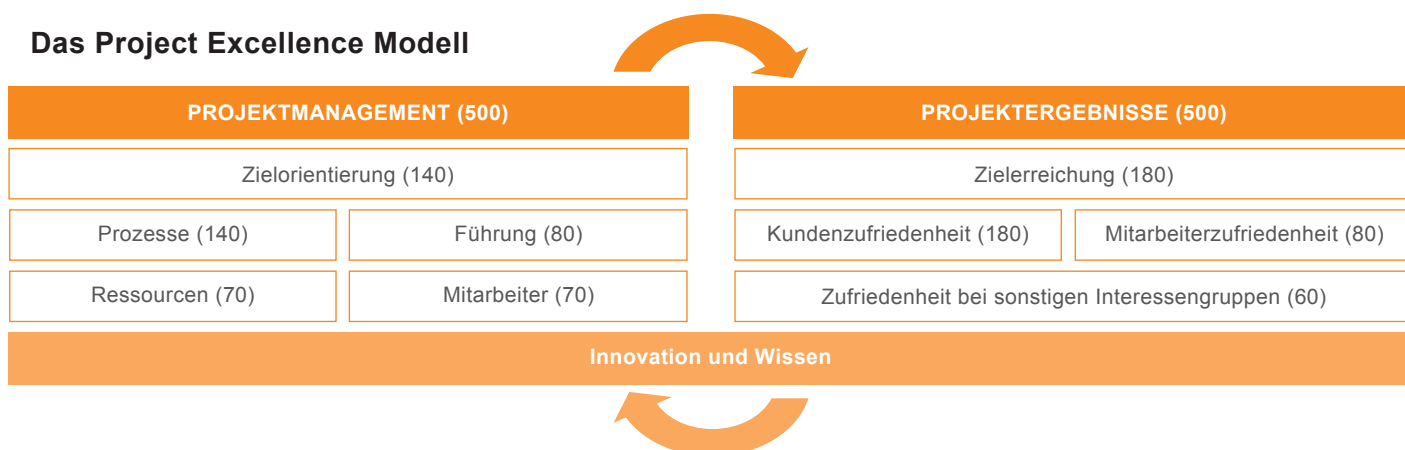 Das Project Excellence Modell
PROJEKTMANAGEMENT (500)
Zielorientierung (140)
Prozesse (140)
Führung (80)
Ressourcen (70)
Mitarbeiter (70)
PROJEKTERGEBNISSE (500)
Zielerreichung (180)
Kundenzufriedenheit (180)
Mitarbeiterzufriedenheit (80)
Zufriedenheit bei sonstigen Interessengruppen (60)
Innovation und Wissen